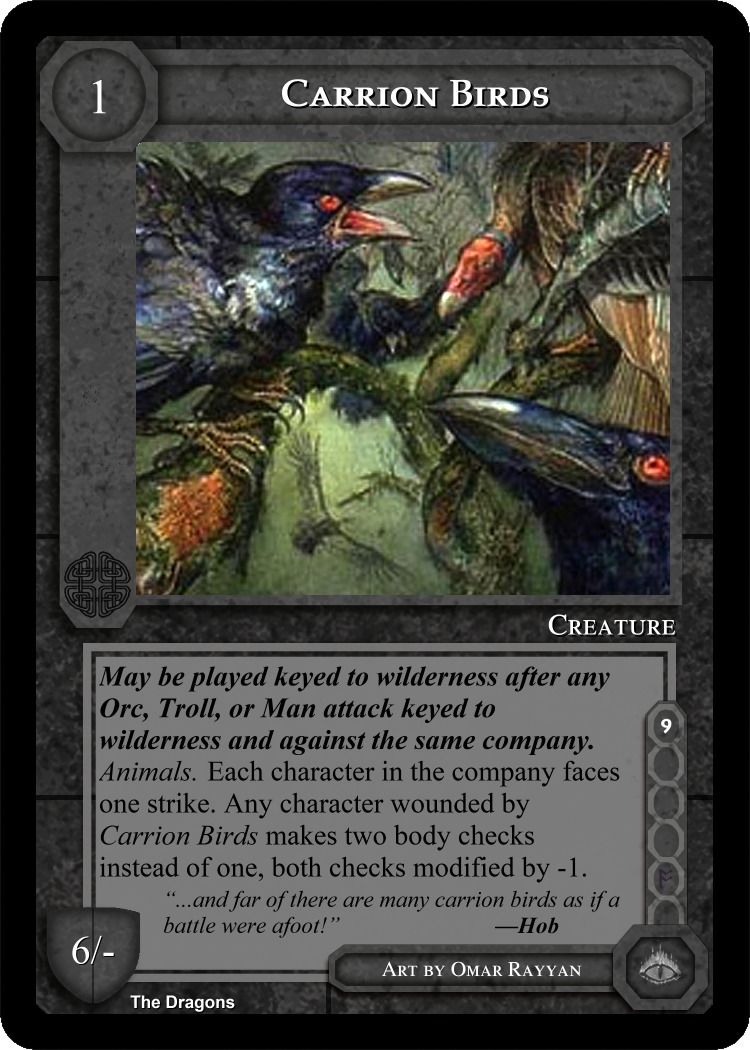 1
Carrion Birds
Creature
May be played keyed to wilderness after any
Orc, Troll, or Man attack keyed to
wilderness and against the same company.
Animals. Each character in the company faces
one strike. Any character wounded by
Carrion Birds makes two body checks
instead of one, both checks modified by -1.
9
“...and far of there are many carrion birds as if a
battle were afoot!” —Hob
6/-
Art by Omar Rayyan
The Dragons